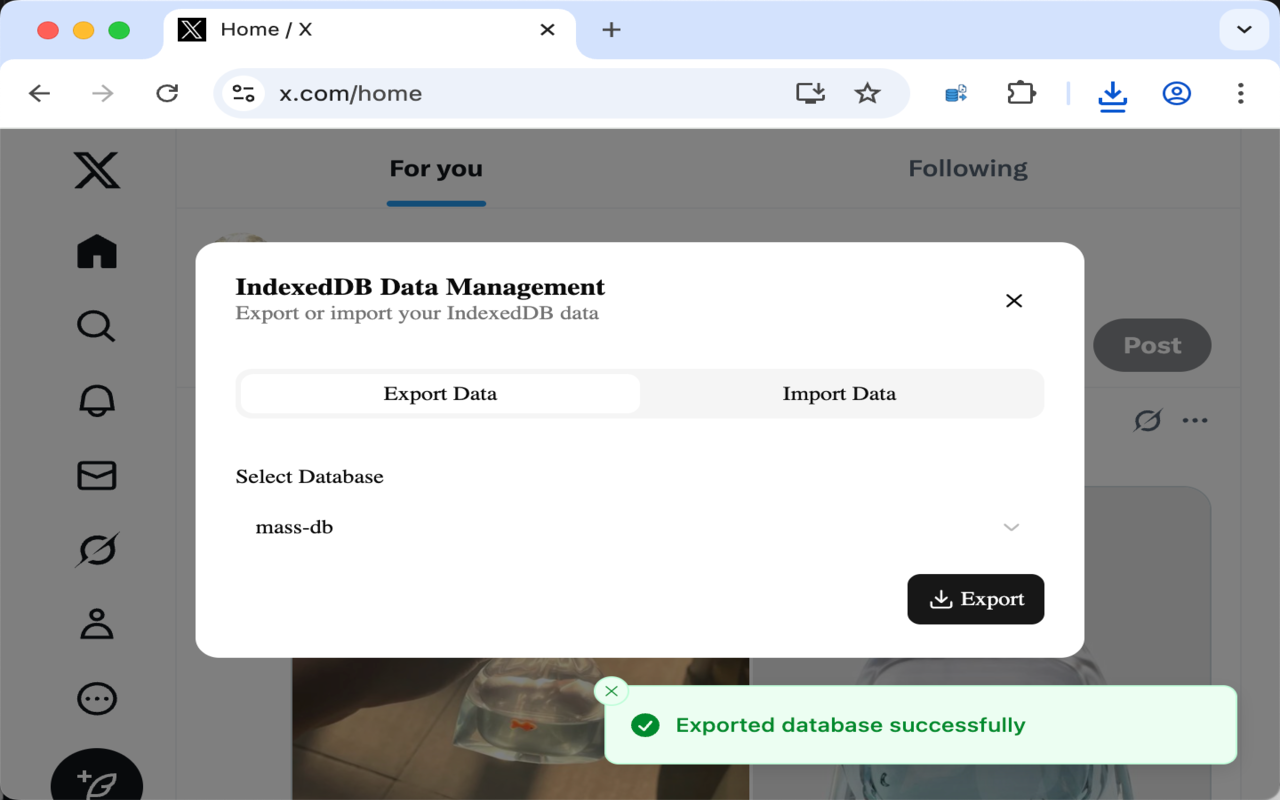 Home / X
x.com/home
For you
Following
IndexedDB Data Management
Export or import your IndexedDB data
Post
Export Data
Import Data
Select Database
mass-db
Export
Exported database successfully